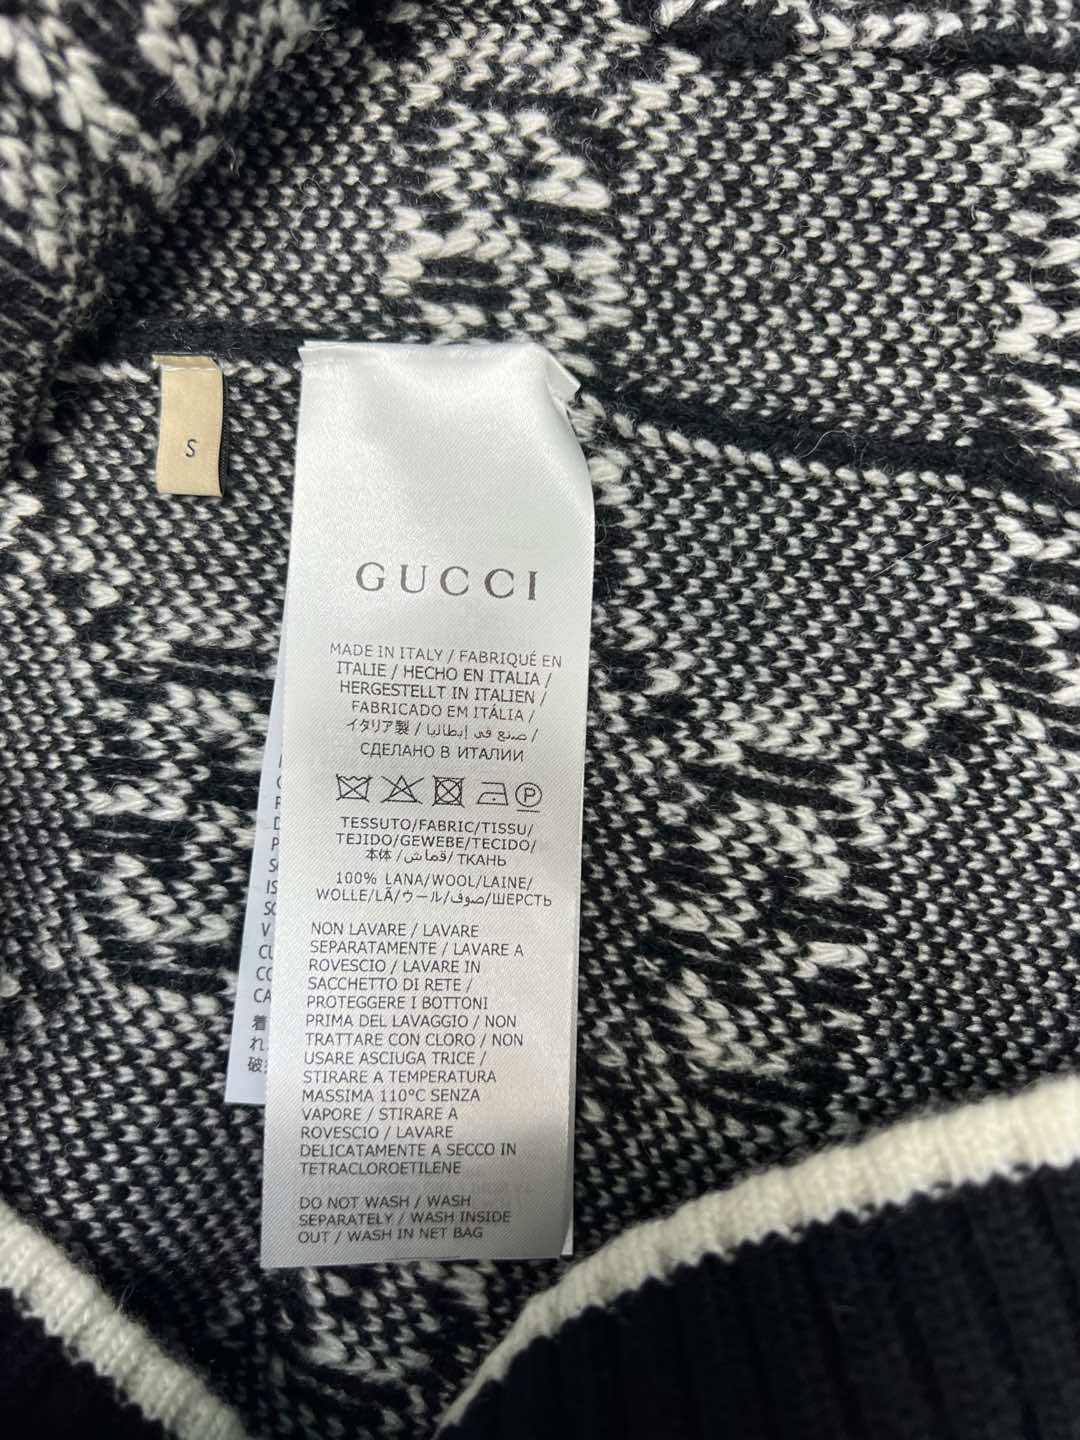 S
GUCCI
MADE IN ITALY / FABRIQUÉ EN
ITALIE / HECHO EN ITALIA /
HERGESTELLT IN ITALIEN /
FABRICADO EM ITÁLIA /
イタリア製 / صنع في إيطاليا /
СДЕЛАНО В ИТАЛИИ
P
TESSUTO/FABRIC/TISSU/
TEJIDO/GEWEBE/TECIDO/
本体 /قماش/ ТКАНЬ
100% LANA/WOOL/LAINE/
WOLLE/LÃ/ウール/صوف/ШЕРСТЬ
NON LAVARE / LAVARE
SEPARATAMENTE / LAVARE A
ROVESCIO / LAVARE IN
SACCHETTO DI RETE /
PROTEGGERE I BOTTONI
PRIMA DEL LAVAGGIO / NON
TRATTARE CON CLORO / NON
USARE ASCIUGA TRICE /
STIRARE A TEMPERATURA
MASSIMA 110°C SENZA
VAPORE / STIRARE A
ROVESCIO / LAVARE
DELICATAMENTE A SECCO IN
TETRACLOROETILENE
DO NOT WASH / WASH
SEPARATELY / WASH INSIDE
OUT / WASH IN NET BAG